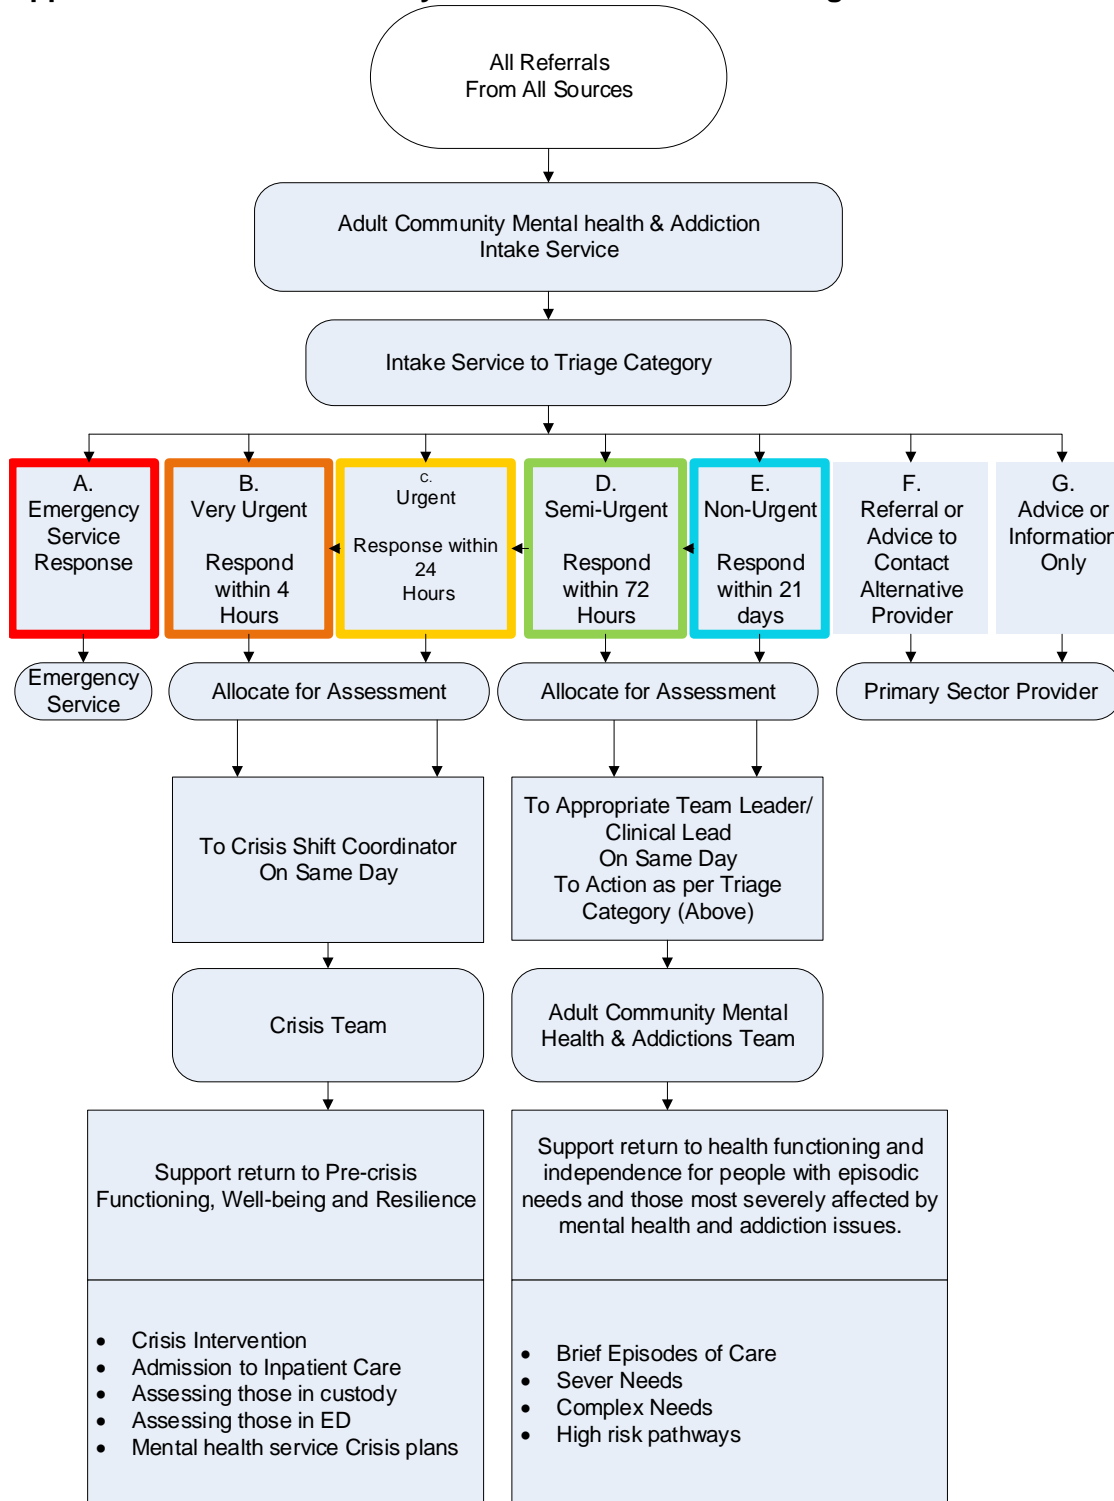 All Referrals
From All Sources
Adult Community Mental health & Addiction
Intake Service
Intake Service to Triage Category
A.
Emergency
Service
Response
B.
Very Urgent
Respond
within 4
Hours
C.
Urgent
Response within
24
Hours
D.
Semi-Urgent
Respond
within 72
Hours
E.
Non-Urgent
Respond
within 21
days
F.
Referral or
Advice to
Contact
Alternative
Provider
G.
Advice or
Information
Only
Emergency
Service
Allocate for Assessment
Allocate for Assessment
Primary Sector Provider
To Crisis Shift Coordinator
On Same Day
To Appropriate Team Leader/
Clinical Lead
On Same Day
To Action as per Triage
Category (Above)
Crisis Team
Adult Community Mental
Health & Addictions Team
Support return to Pre-crisis
Functioning, Well-being and Resilience
Support return to health functioning and
independence for people with episodic
needs and those most severely affected by
mental health and addiction issues.
• Crisis Intervention
• Admission to Inpatient Care
• Assessing those in custody
• Assessing those in ED
• Mental health service Crisis plans
• Brief Episodes of Care
• Sever Needs
• Complex Needs
• High risk pathways